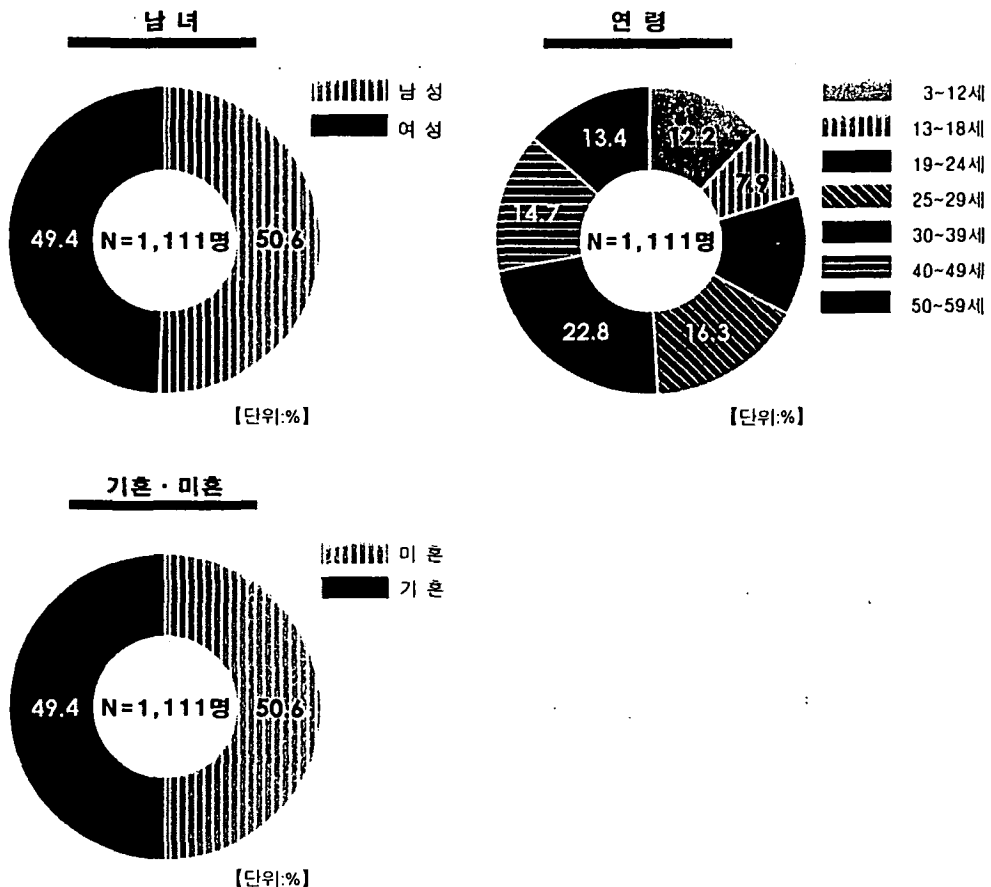 남 녀
남 성
여 성
49.4
N=1,111명
50.6
【단위:%】
연 령
3~12세
13~18세
19~24세
25~29세
30~39세
40~49세
50~59세
13.4
12.2
7.9
14.7
N=1,111명
22.8
16.3
【단위:%】
기혼 · 미혼
미 혼
기 혼
49.4
N=1,111명
50.6
【단위:%】